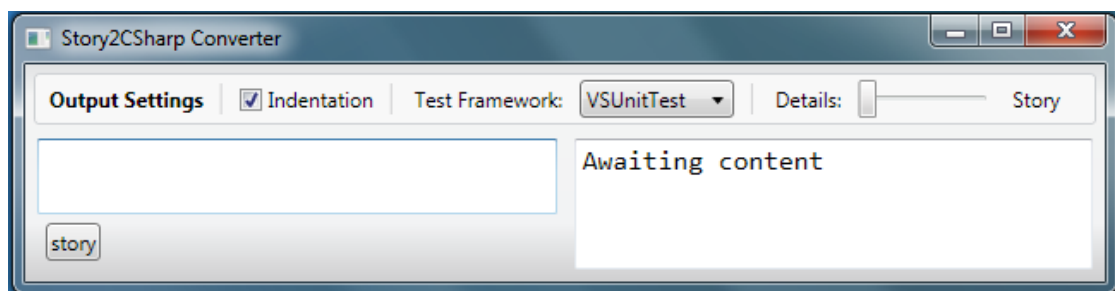 Story2CSharp Converter
Output Settings Indentation Test Framework: VSUnitTest Details: Story
Awaiting content
story